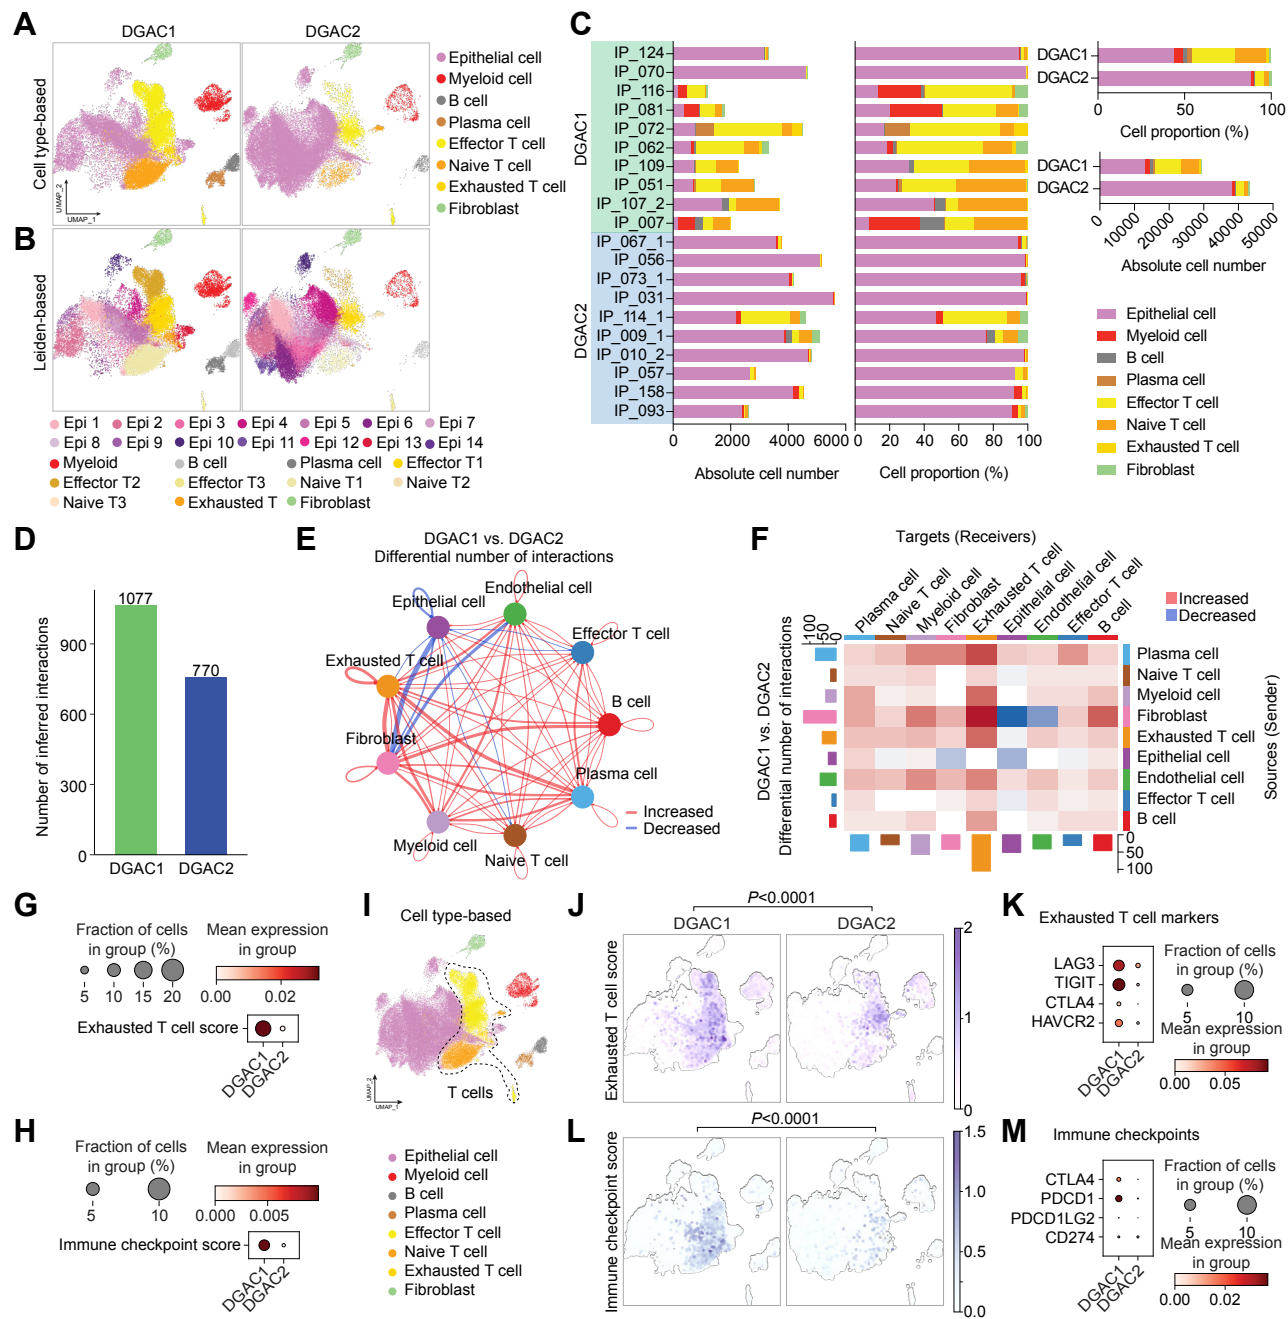 A
DGAC1
DGAC2
Cell type-based
UMAP_2
UMAP_1
Epithelial cell
Myeloid cell
B cell
Plasma cell
Effector T cell
Naive T cell
Exhausted T cell
Fibroblast
B
Leiden-based
Epi 1 Epi 2 Epi 3 Epi 4 Epi 5 Epi 6 Epi 7
Epi 8 Epi 9 Epi 10 Epi 11 Epi 12 Epi 13 Epi 14
Myeloid B cell Plasma cell Effector T1
Effector T2 Effector T3 Naive T1 Naive T2
Naive T3 Exhausted T Fibroblast
C
DGAC1
IP_124
IP_070
IP_116
IP_081
IP_072
IP_062
IP_109
IP_051
IP_107_2
IP_007
DGAC2
IP_067_1
IP_056
IP_073_1
IP_031
IP_114_1
IP_009_1
IP_010_2
IP_057
IP_158
IP_093
0 2000 4000 6000
Absolute cell number
0 20 40 60 80 100
Cell proportion (%)
DGAC1
DGAC2
0 50 100
Cell proportion (%)
DGAC1
DGAC2
0 10000 20000 30000 40000 50000
Absolute cell number
Epithelial cell
Myeloid cell
B cell
Plasma cell
Effector T cell
Naive T cell
Exhausted T cell
Fibroblast
D
Number of inferred interactions
900
600
300
0
1077
770
DGAC1 DGAC2
E
DGAC1 vs. DGAC2
Differential number of interactions
Endothelial cell
Epithelial cell
Effector T cell
Exhausted T cell
B cell
Fibroblast
Plasma cell
Myeloid cell
Naive T cell
Increased
Decreased
F
Targets (Receivers)
Plasma cell
Naive T cell
Myeloid cell
Fibroblast
Exhausted T cell
Epithelial cell
Endothelial cell
Effector T cell
B cell
Increased
Decreased
100
50
0
DGAC1 vs. DGAC2
Differential number of interactions
Plasma cell
Naive T cell
Myeloid cell
Fibroblast
Exhausted T cell
Epithelial cell
Endothelial cell
Effector T cell
B cell
Sources (Sender)
0
50
100
G
Fraction of cells
in group (%)
5 10 15 20
Mean expression
in group
0.00 0.02
Exhausted T cell score
DGAC1
DGAC2
H
Fraction of cells
in group (%)
5 10
Mean expression
in group
0.000 0.005
Immune checkpoint score
DGAC1
DGAC2
I
Cell type-based
UMAP_2
UMAP_1
T cells
Epithelial cell
Myeloid cell
B cell
Plasma cell
Effector T cell
Naive T cell
Exhausted T cell
Fibroblast
J
P<0.0001
DGAC1
DGAC2
Exhausted T cell score
2
1
0
K
Exhausted T cell markers
LAG3
TIGIT
CTLA4
HAVCR2
DGAC1
DGAC2
Fraction of cells
in group (%)
5 10
Mean expression
in group
0.00 0.05
L
P<0.0001
Immune checkpoint score
1.5
1.0
0.5
0.0
M
Immune checkpoints
CTLA4
PDCD1
PDCD1LG2
CD274
DGAC1
DGAC2
Fraction of cells
in group (%)
5 10
Mean expression
in group
0.00 0.02